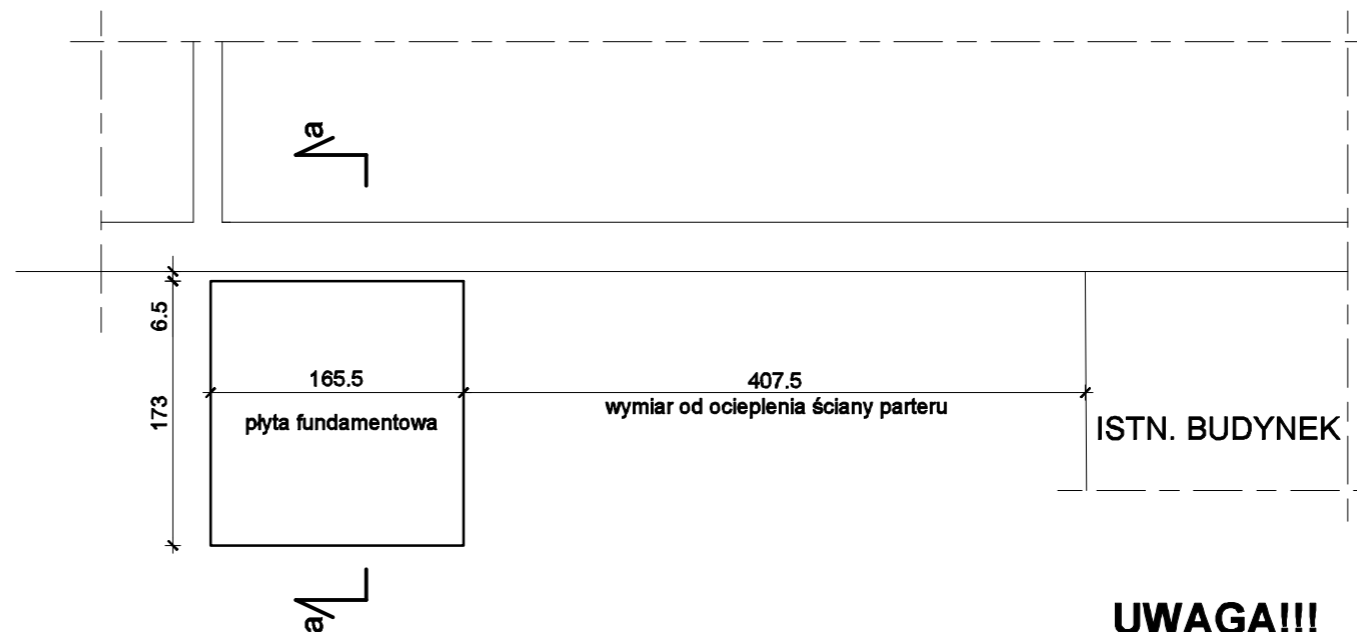 a
6.5
173
165.5
płyta fundamentowa
407.5
wymiar od ocieplenia ściany parteru
ISTN. BUDYNEK
a
UWAGA!!!